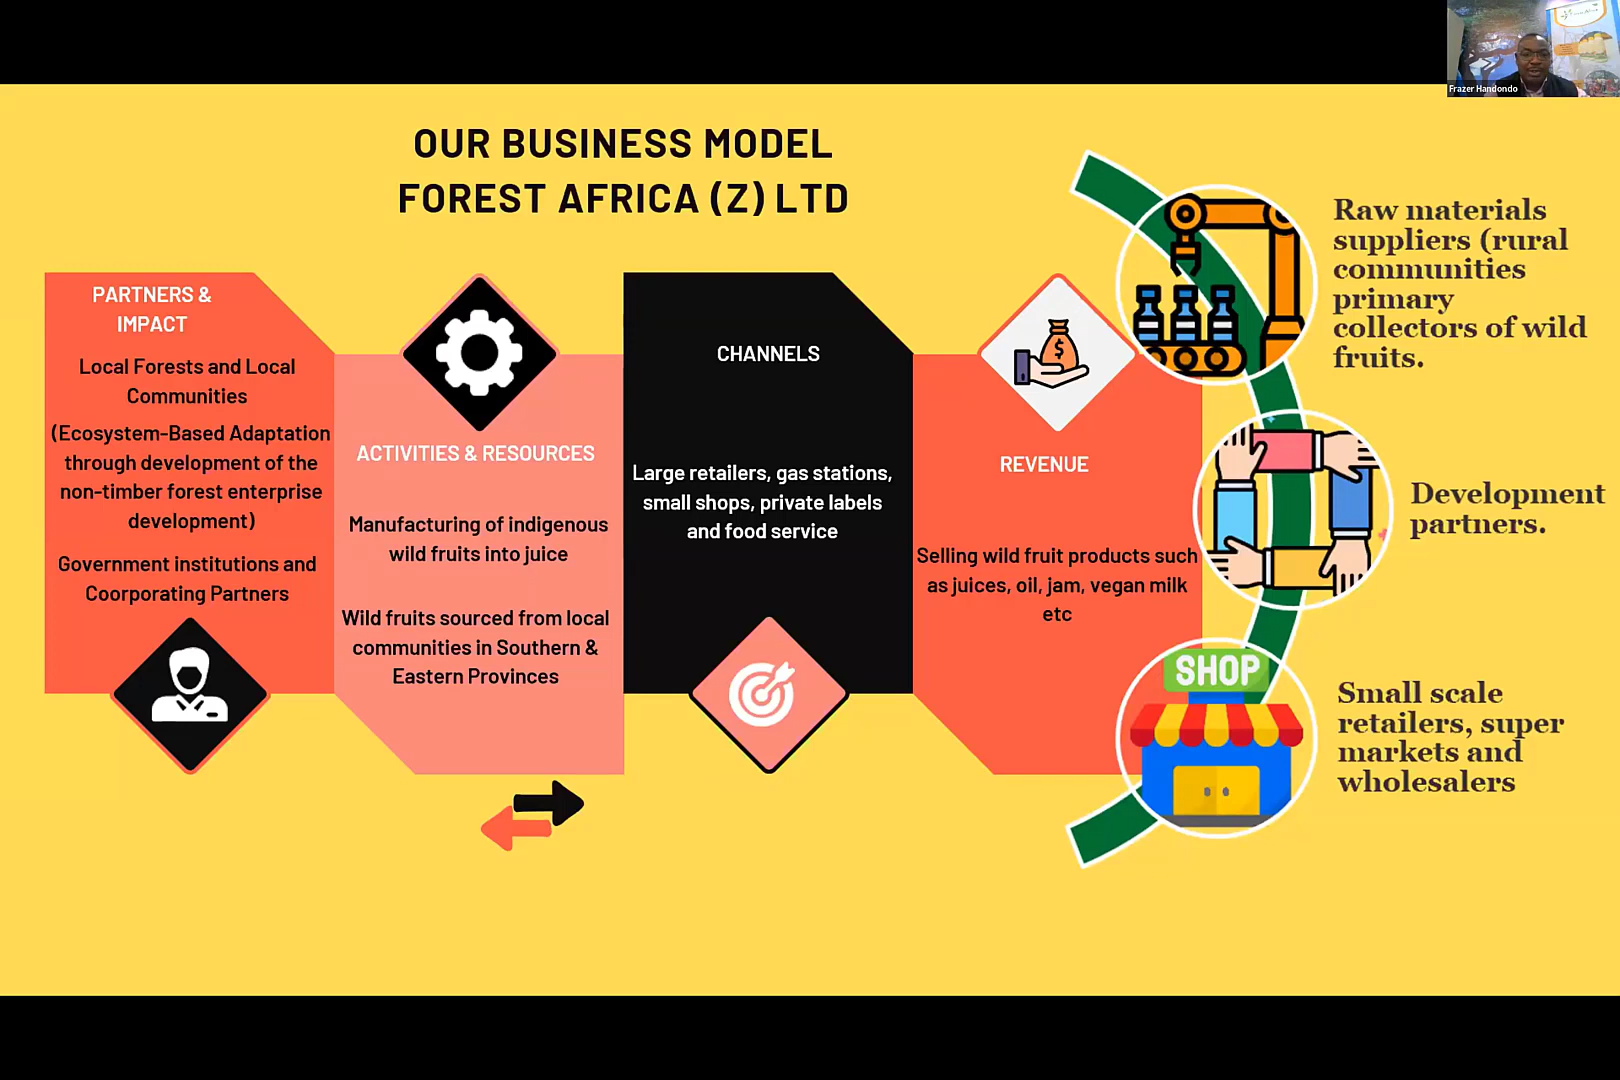 Frazer Handondo
OUR BUSINESS MODEL
FOREST AFRICA (Z) LTD
PARTNERS &
IMPACT
Local Forests and Local
Communities
(Ecosystem-Based Adaptation
through development of the
non-timber forest enterprise
development)
Government institutions and
Coorporating Partners
ACTIVITIES & RESOURCES
Manufacturing of indigenous
wild fruits into juice
Wild fruits sourced from local
communities in Southern &
Eastern Provinces
CHANNELS
Large retailers, gas stations,
small shops, private labels
and food service
$
REVENUE
Selling wild fruit products such
as juices, oil, jam, vegan milk
etc
Raw materials
suppliers (rural
communities
primary
collectors of wild
fruits.
Development
partners.
SHOP
Small scale
retailers, super
markets and
wholesalers